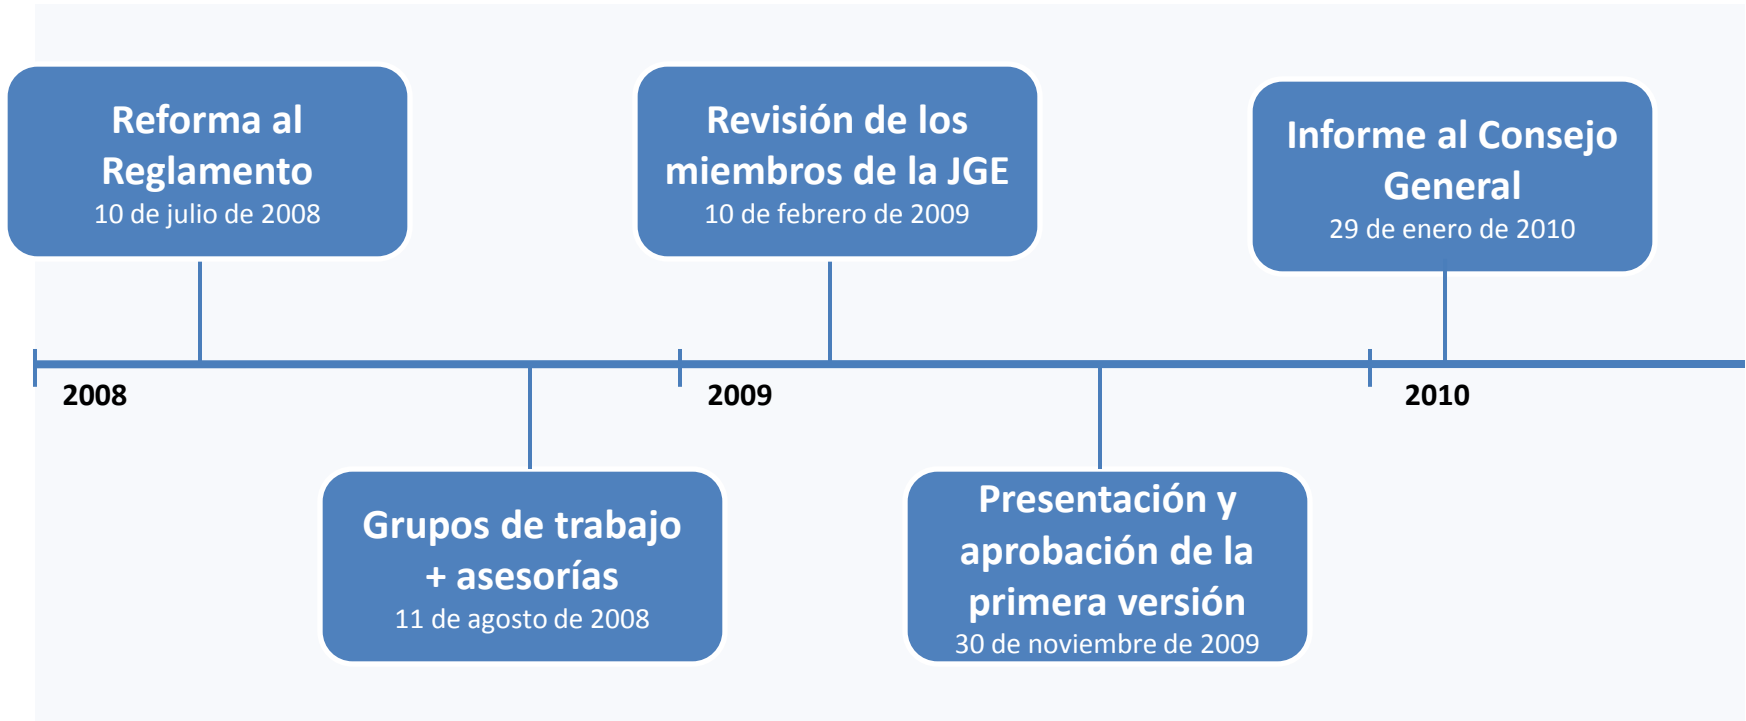 Reforma al
Reglamento
10 de julio de 2008
Revisión de los
miembros de la JGE
10 de febrero de 2009
Informe al Consejo
General
29 de enero de 2010
2008
2009
2010
Grupos de trabajo
+ asesorías
11 de agosto de 2008
Presentación y
aprobación de la
primera versión
30 de noviembre de 2009